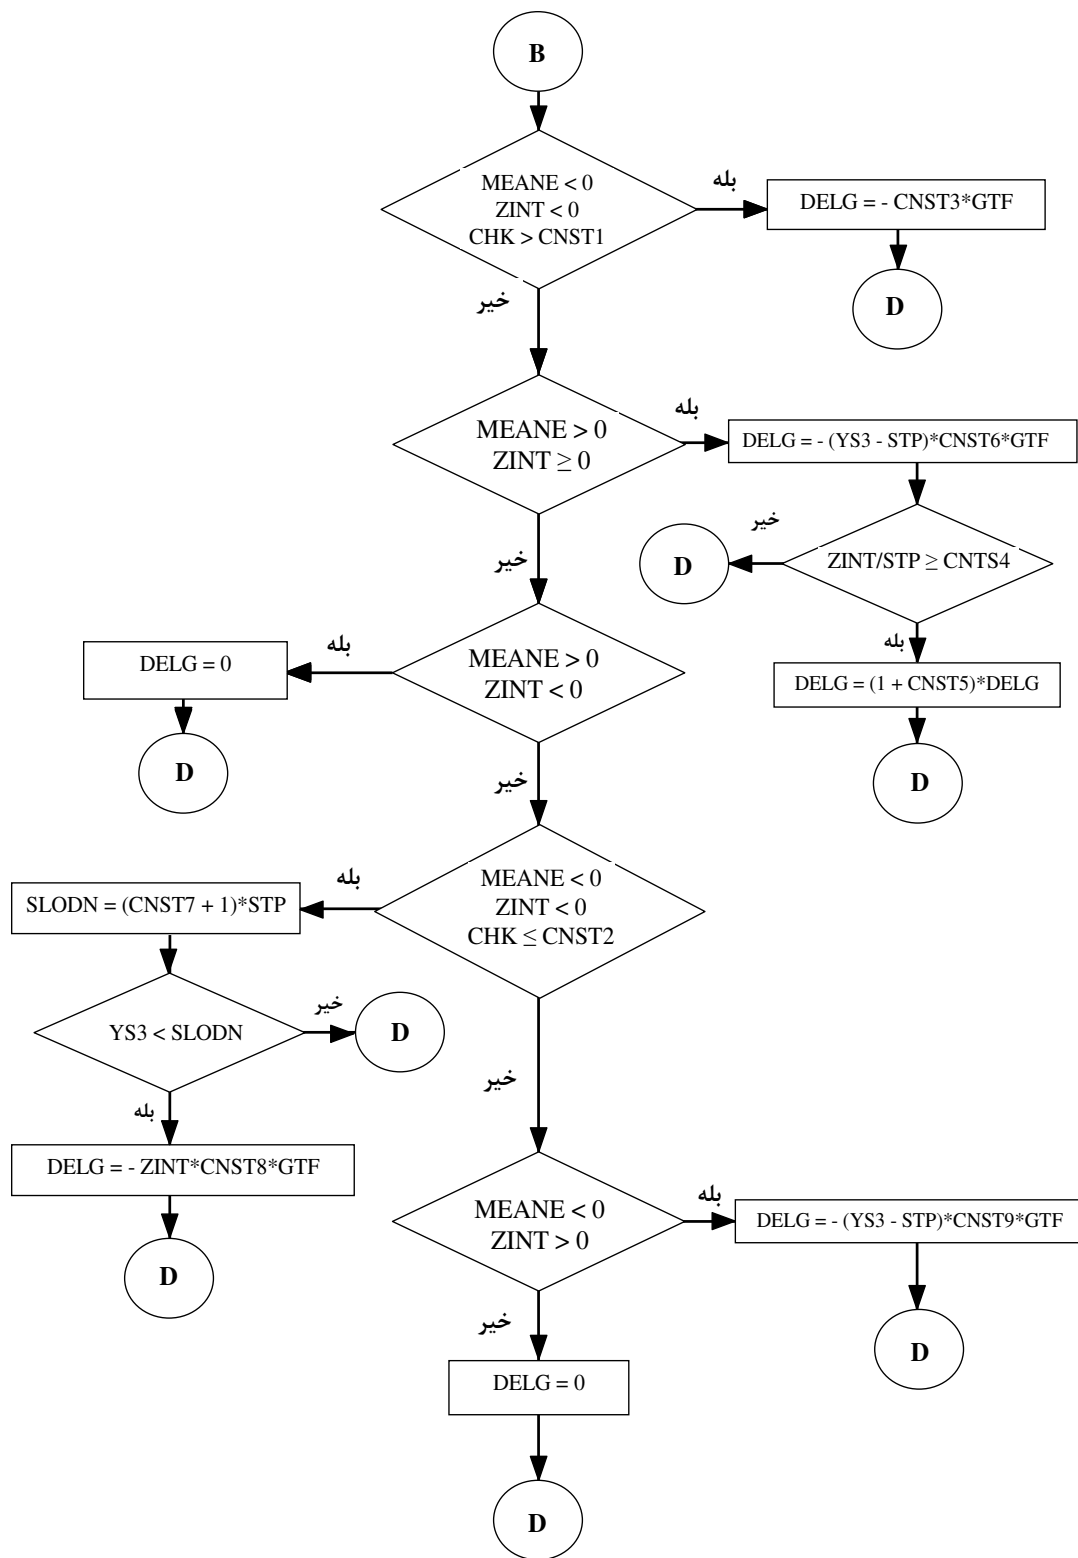 B
MEANE < 0
ZINT < 0
CHK > CNST1
بله
DELG = - CNST3*GTF
D
خیر
MEANE > 0
ZINT ≥ 0
بله
DELG = - (YS3 - STP)*CNST6*GTF
خیر
ZINT/STP ≥ CNTS4
D
بله
DELG = (1 + CNST5)*DELG
D
خیر
MEANE > 0
ZINT < 0
بله
DELG = 0
D
خیر
MEANE < 0
ZINT < 0
CHK ≤ CNST2
بله
SLODN = (CNST7 + 1)*STP
YS3 < SLODN
خیر
D
بله
DELG = - ZINT*CNST8*GTF
D
خیر
MEANE < 0
ZINT > 0
بله
DELG = - (YS3 - STP)*CNST9*GTF
D
خیر
DELG = 0
D